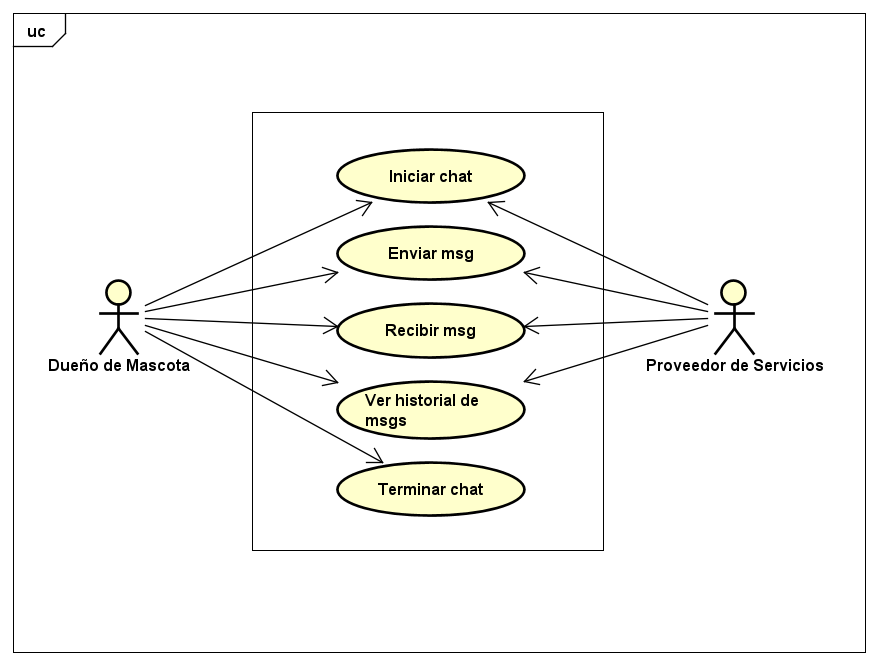 uc
Iniciar chat
Enviar msg
Recibir msg
Dueño de Mascota
Proveedor de Servicios
Ver historial de
msgs
Terminar chat